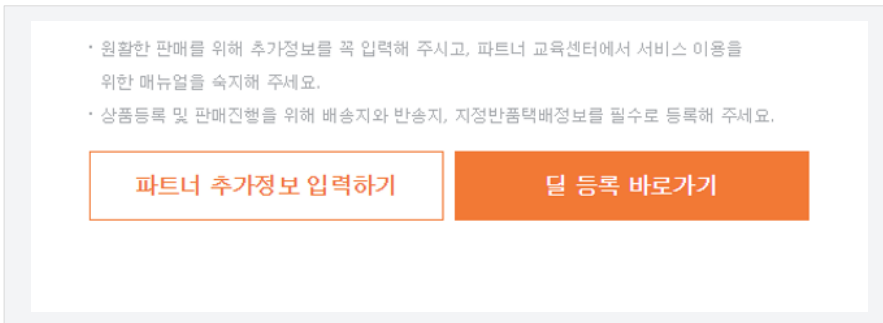 · 원활한 판매를 위해 추가정보를 꼭 입력해 주시고, 파트너 교육센터에서 서비스 이용을
위한 매뉴얼을 숙지해 주세요.
· 상품등록 및 판매진행을 위해 배송지와 반송지, 지정반품택배정보를 필수로 등록해 주세요.
파트너 추가정보 입력하기
딜 등록 바로가기